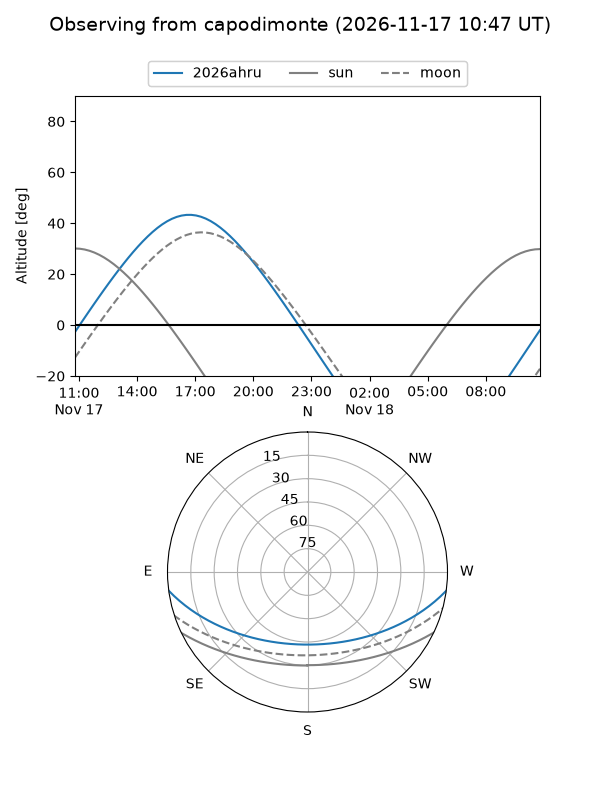 Observing from capodimonte (2026-11-17 10:47 UT)
2026ahru sun moon
Altitude [deg]
80
60
40
20
0
−20
11:00 14:00 17:00 20:00 23:00 02:00 05:00 08:00
Nov 17 Nov 18
N
NE NW
15
30
45
60
75
E W
SE SW
S